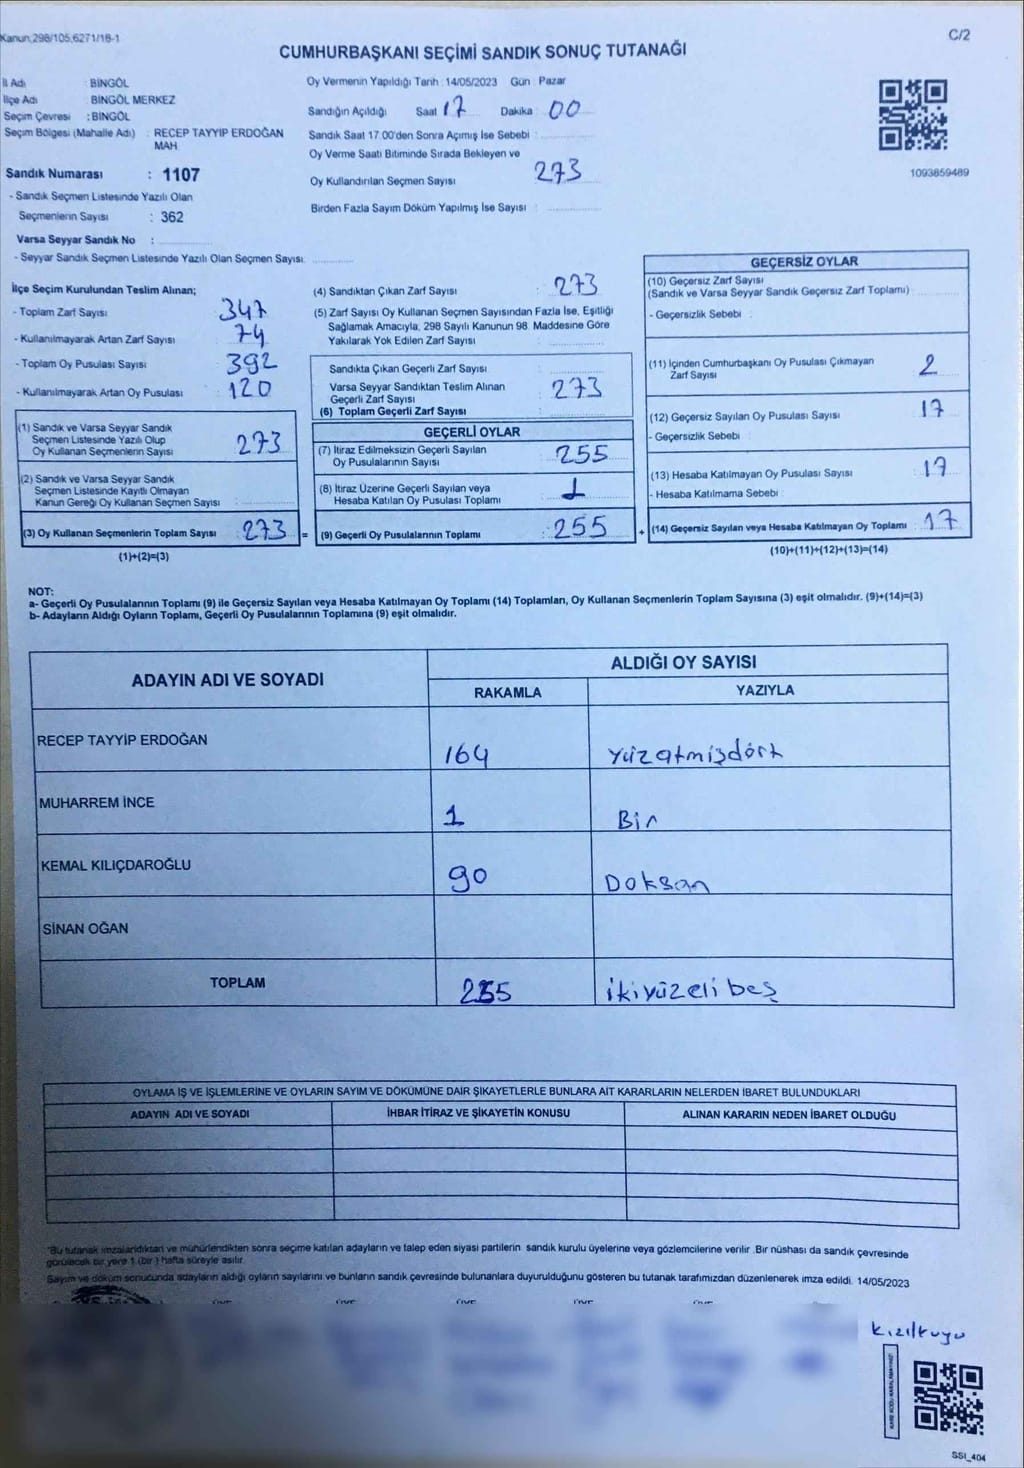 Kanun;298/105,6271/18-1
C/2
CUMHURBAŞKANI SEÇİMİ SANDIK SONUÇ TUTANAĞI
İl Adı : BİNGÖL
İlçe Adı : BİNGÖL MERKEZ
Seçim Çevresi : BİNGÖL
Seçim Bölgesi (Mahalle Adı) : RECEP TAYYIP ERDOĞAN
MAH
Sandık Numarası : 1107
- Sandık Seçmen Listesinde Yazılı Olan
Seçmenlerin Sayısı : 362
Varsa Seyyar Sandık No :
- Seyyar Sandık Seçmen Listesinde Yazılı Olan Seçmen Sayısı:
Oy Vermenin Yapıldığı Tarih : 14/05/2023 Gün : Pazar
Sandığın Açıldığı Saat 17 Dakika : 00
Sandık Saat 17.00'den Sonra Açımış İse Sebebi :
Oy Verme Saati Bitiminde Sırada Bekleyen ve
Oy Kullandırılan Seçmen Sayısı : 273
Birden Fazla Sayım Döküm Yapılmış İse Sayısı :
1093859489
İlçe Seçim Kurulundan Teslim Alınan;
- Toplam Zarf Sayısı : 347
- Kullanılmayarak Artan Zarf Sayısı : 74
- Toplam Oy Pusulası Sayısı : 392
- Kullanılmayarak Artan Oy Pusulası : 120
(1) Sandık ve Varsa Seyyar Sandık
Seçmen Listesinde Yazılı Olup
Oy Kullanan Seçmenlerin Sayısı : 273
(2) Sandık ve Varsa Seyyar Sandık
Seçmen Listesinde Kayıtlı Olmayan
Kanun Gereği Oy Kullanan Seçmen Sayısı :
(3) Oy Kullanan Seçmenlerin Toplam Sayısı : 273 =
(1)+(2)=(3)
(4) Sandıktan Çıkan Zarf Sayısı : 273
(5) Zarf Sayısı Oy Kullanan Seçmen Sayısından Fazla İse, Eşitliği
Sağlamak Amacıyla, 298 Sayılı Kanunun 98. Maddesine Göre
Yakılarak Yok Edilen Zarf Sayısı :
Sandıkta Çıkan Geçerli Zarf Sayısı :
Varsa Seyyar Sandıktan Teslim Alınan
Geçerli Zarf Sayısı : 273
(6) Toplam Geçerli Zarf Sayısı :
GEÇERLİ OYLAR
(7) İtiraz Edilmeksizin Geçerli Sayılan
Oy Pusulalarının Sayısı : 255
(8) İtiraz Üzerine Geçerli Sayılan veya
Hesaba Katılan Oy Pusulası Toplamı : 1
(9) Geçerli Oy Pusulalarının Toplamı : 255 +
GEÇERSİZ OYLAR
(10) Geçersiz Zarf Sayısı
(Sandık ve Varsa Seyyar Sandık Geçersiz Zarf Toplamı) :
- Geçersizlik Sebebi :
(11) İçinden Cumhurbaşkanı Oy Pusulası Çıkmayan
Zarf Sayısı : 2
(12) Geçersiz Sayılan Oy Pusulası Sayısı : 17
- Geçersizlik Sebebi :
(13) Hesaba Katılmayan Oy Pusulası Sayısı : 17
- Hesaba Katılmama Sebebi :
(14) Geçersiz Sayılan veya Hesaba Katılmayan Oy Toplamı : 17
(10)+(11)+(12)+(13)=(14)
NOT:
a- Geçerli Oy Pusulalarının Toplamı (9) ile Geçersiz Sayılan veya Hesaba Katılmayan Oy Toplamı (14) Toplamları, Oy Kullanan Seçmenlerin Toplam Sayısına (3) eşit olmalıdır. (9)+(14)=(3)
b- Adayların Aldığı Oyların Toplamı, Geçerli Oy Pusulalarının Toplamına (9) eşit olmalıdır.
ADAYIN ADI VE SOYADI
ALDIĞI OY SAYISI
RAKAMLA YAZIYLA
RECEP TAYYİP ERDOĞAN 164 yüzatmışdört
MUHARREM İNCE 1 Bir
KEMAL KILIÇDAROĞLU 90 Doksan
SİNAN OĞAN
TOPLAM 255 ikiyüzelibeş
OYLAMA İŞ VE İŞLEMLERİNE VE OYLARIN SAYIM VE DÖKÜMÜNE DAİR ŞİKAYETLERLE BUNLARA AİT KARARLARIN NELERDEN İBARET BULUNDUKLARI
ADAYIN ADI VE SOYADI İHBAR İTİRAZ VE ŞİKAYETİN KONUSU ALINAN KARARIN NEDEN İBARET OLDUĞU
*Bu tutanak imzalandıktan ve mühürlendikten sonra seçime katılan adayların ve talep eden siyasi partilerin sandık kurulu üyelerine veya gözlemcilerine verilir .Bir nüshası da sandık çevresinde
görülecek bir yere 1 (bir) hafta süreyle asılır.
Sayım ve döküm sonucunda adayların aldığı oyların sayılarını ve bunların sandık çevresinde bulunanlara duyurulduğunu gösteren bu tutanak tarafımızdan düzenlenerek imza edildi. 14/05/2023
Kızılkuyu
SSI_404